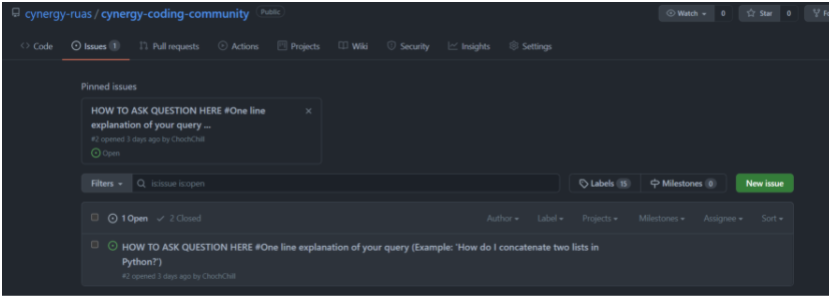 cynergy-ruas / cynergy-coding-community Public Watch 0 Star 0
Code Issues 1 Pull requests Actions Projects Wiki Security Insights Settings
Pinned issues
HOW TO ASK QUESTION HERE #One line
explanation of your query ...
#2 opened 3 days ago by ChochChill
Open
Filters is:issue is:open Labels 15 Milestones 0 New issue
1 Open 2 Closed Author Label Projects Milestones Assignee Sort
HOW TO ASK QUESTION HERE #One line explanation of your query (Example: 'How do I concatenate two lists in
Python?')
#2 opened 3 days ago by ChochChill